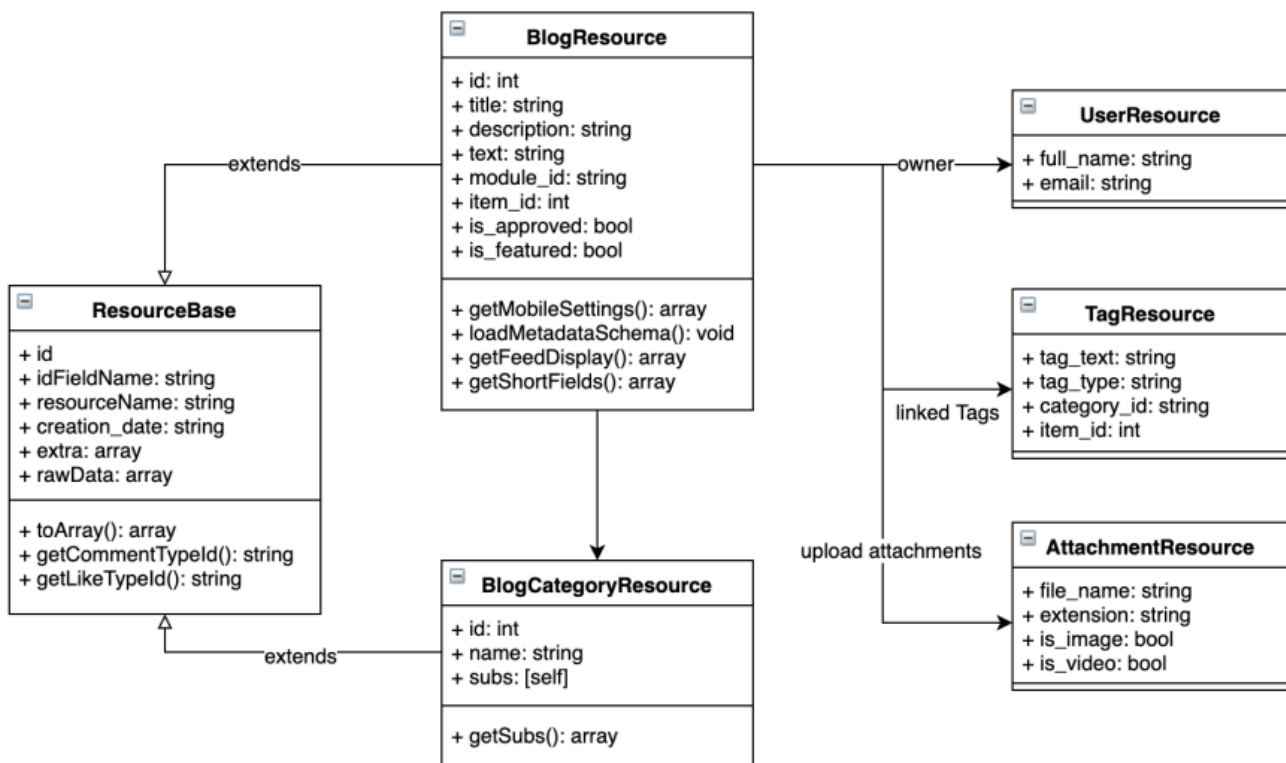 BlogResource
+ id: int
+ title: string
+ description: string
+ text: string
+ module_id: string
+ item_id: int
+ is_approved: bool
+ is_featured: bool
+ getMobileSettings(): array
+ loadMetadataSchema(): void
+ getFeedDisplay(): array
+ getShortFields(): array
extends
owner
UserResource
+ full_name: string
+ email: string
ResourceBase
+ id
+ idFieldName: string
+ resourceName: string
+ creation_date: string
+ extra: array
+ rawData: array
+ toArray(): array
+ getCommentTypeId(): string
+ getLikeTypeId(): string
linked Tags
TagResource
+ tag_text: string
+ tag_type: string
+ category_id: string
+ item_id: int
upload attachments
AttachmentResource
+ file_name: string
+ extension: string
+ is_image: bool
+ is_video: bool
extends
BlogCategoryResource
+ id: int
+ name: string
+ subs: [self]
+ getSubs(): array